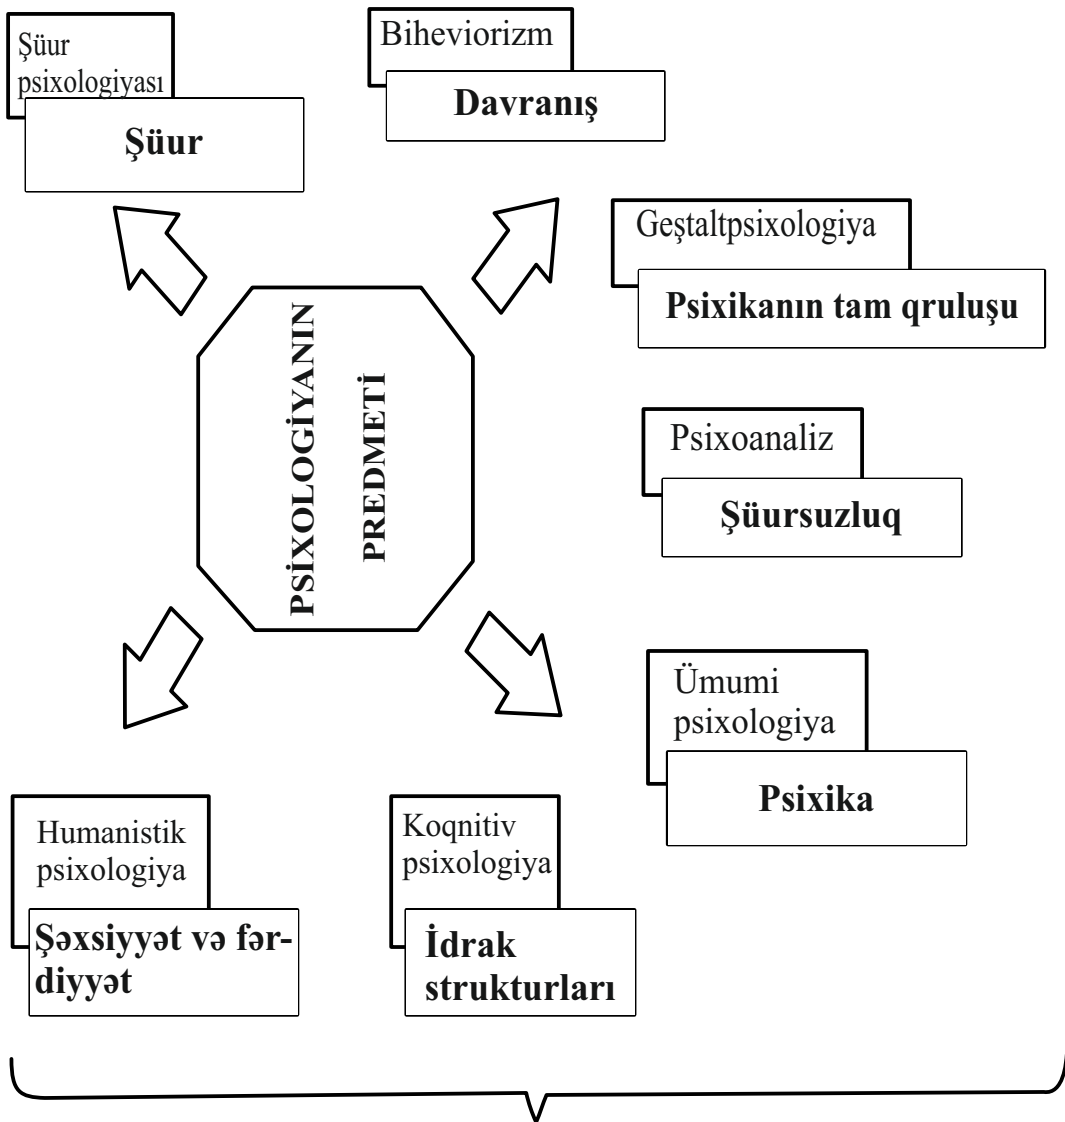 Şüur
psixologiyası
Şüur
Biheviorizm
Davranış
Geştaltpsixologiya
Psixikanın tam qruluşu
PSİXOLOGİYANIN
PREDMETİ
Psixoanaliz
Şüursuzluq
Ümumi
psixologiya
Psixika
Humanistik
psixologiya
Şəxsiyyət və fər-
diyyət
Koqnitiv
psixologiya
İdrak
strukturları